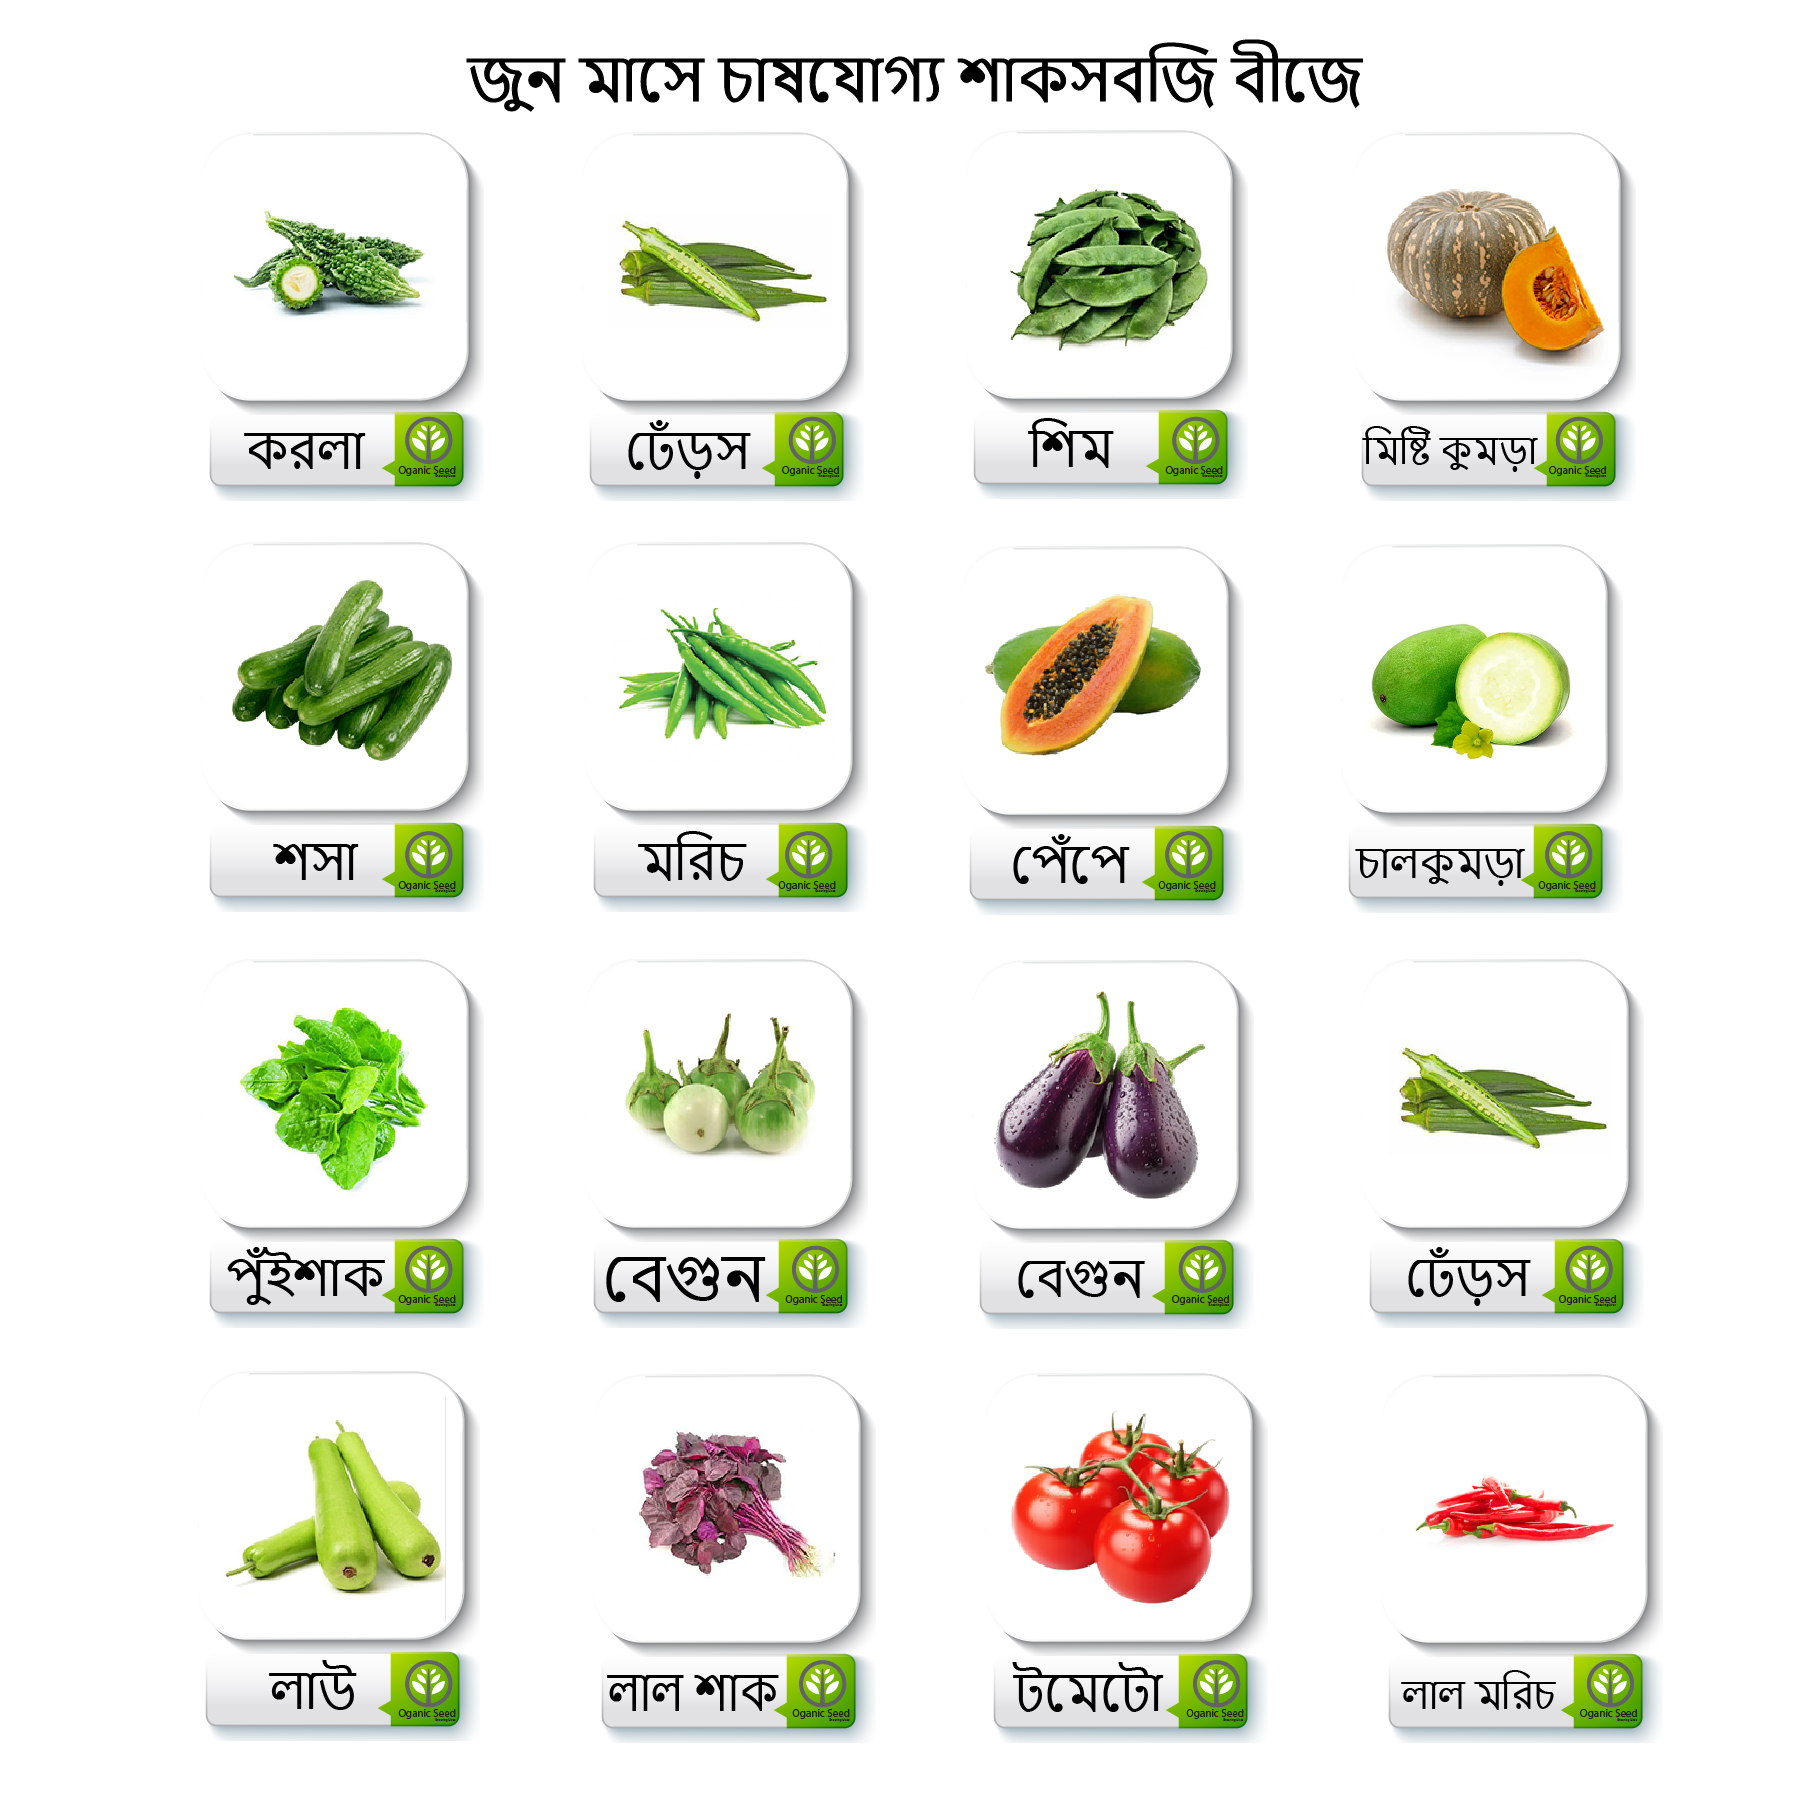 জুন মাসে চাষযোগ্য শাকসবজি বীজে
করলা
Oganic Seed
ঢেঁড়স
Oganic Seed
শিম
Oganic Seed
মিষ্টি কুমড়া
Oganic Seed
শসা
Oganic Seed
মরিচ
Oganic Seed
পেঁপে
Oganic Seed
চালকুমড়া
Oganic Seed
পুঁইশাক
Oganic Seed
বেগুন
Oganic Seed
বেগুন
Oganic Seed
ঢেঁড়স
Oganic Seed
লাউ
Oganic Seed
লাল শাক
Oganic Seed
টমেটো
Oganic Seed
লাল মরিচ
Oganic Seed